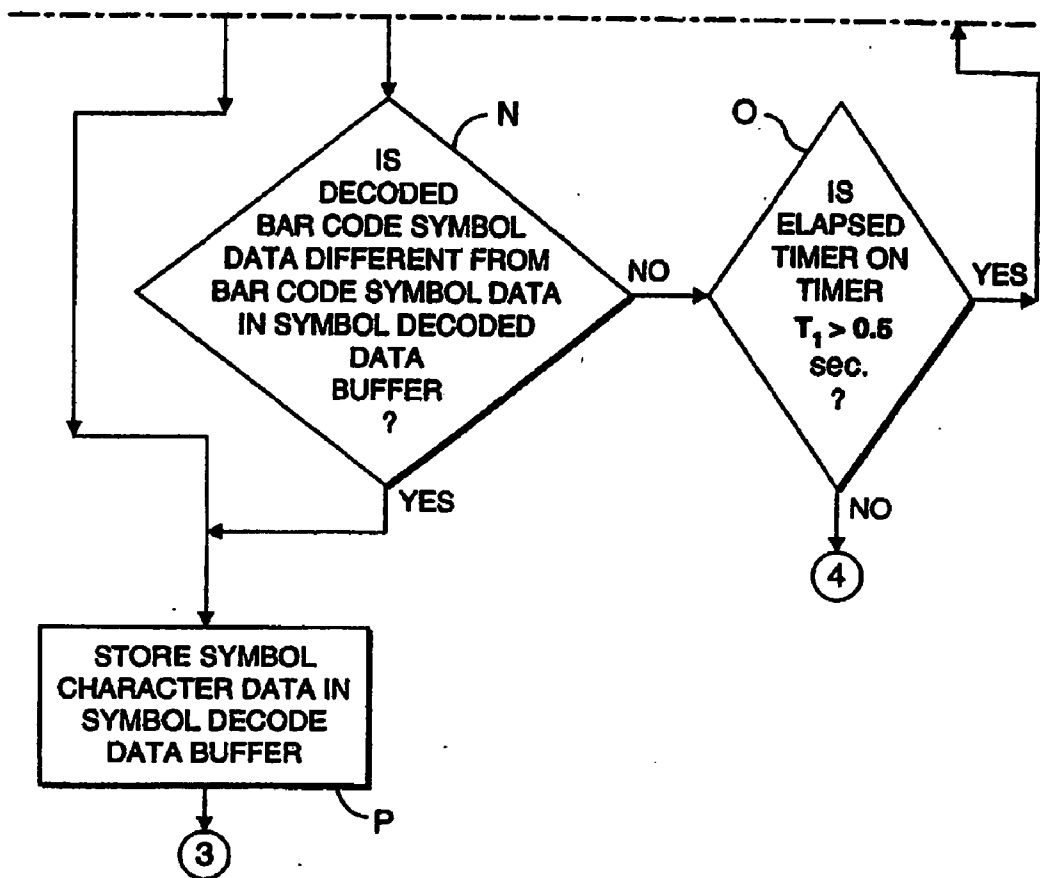 N
IS
DECODED
BAR CODE SYMBOL
DATA DIFFERENT FROM
BAR CODE SYMBOL DATA
IN SYMBOL DECODED
DATA
BUFFER
?
NO
YES
O
IS
ELAPSED
TIMER ON
TIMER
T₁ > 0.5
sec.
?
YES
NO
4
STORE SYMBOL
CHARACTER DATA IN
SYMBOL DECODE
DATA BUFFER
P
3